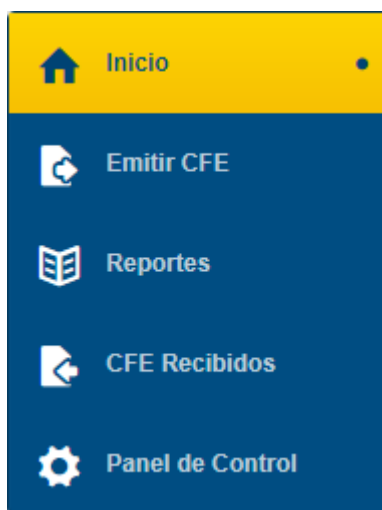 Inicio
Emitir CFE
Reportes
CFE Recibidos
Panel de Control